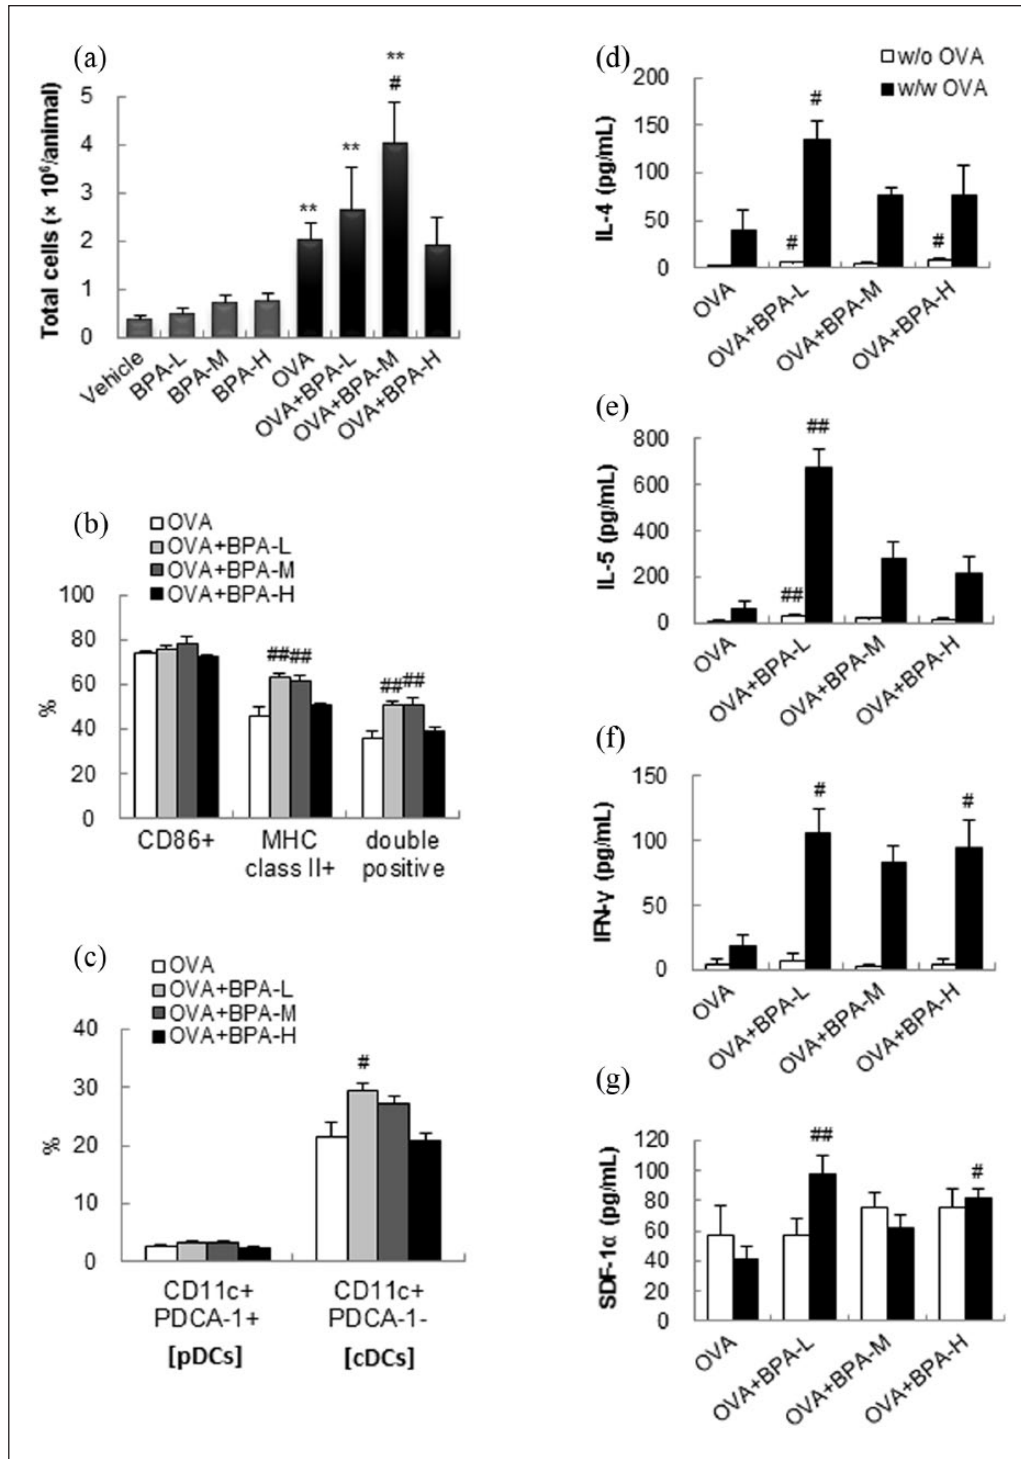 (a)
**
**
#
**
5
4
3
2
1
0
Total cells (× 10⁶/animal)
Vehicle
BPA-L
BPA-M
BPA-H
OVA
OVA+BPA-L
OVA+BPA-M
OVA+BPA-H
(b)
OVA
OVA+BPA-L
OVA+BPA-M
OVA+BPA-H
100
80
60
40
20
0
%
## ##
## ##
CD86+
MHC
class II+
double
positive
(c)
OVA
OVA+BPA-L
OVA+BPA-M
OVA+BPA-H
40
30
20
10
0
%
#
CD11c+
PDCA-1+
[pDCs]
CD11c+
PDCA-1-
[cDCs]
(d)
w/o OVA
w/w OVA
200
150
100
50
0
IL-4 (pg/mL)
#
#
#
OVA
OVA+BPA-L
OVA+BPA-M
OVA+BPA-H
(e)
800
600
400
200
0
IL-5 (pg/mL)
##
##
OVA
OVA+BPA-L
OVA+BPA-M
OVA+BPA-H
(f)
150
100
50
0
IFN-γ (pg/mL)
#
#
OVA
OVA+BPA-L
OVA+BPA-M
OVA+BPA-H
(g)
120
100
80
60
40
20
0
SDF-1α (pg/mL)
##
#
OVA
OVA+BPA-L
OVA+BPA-M
OVA+BPA-H